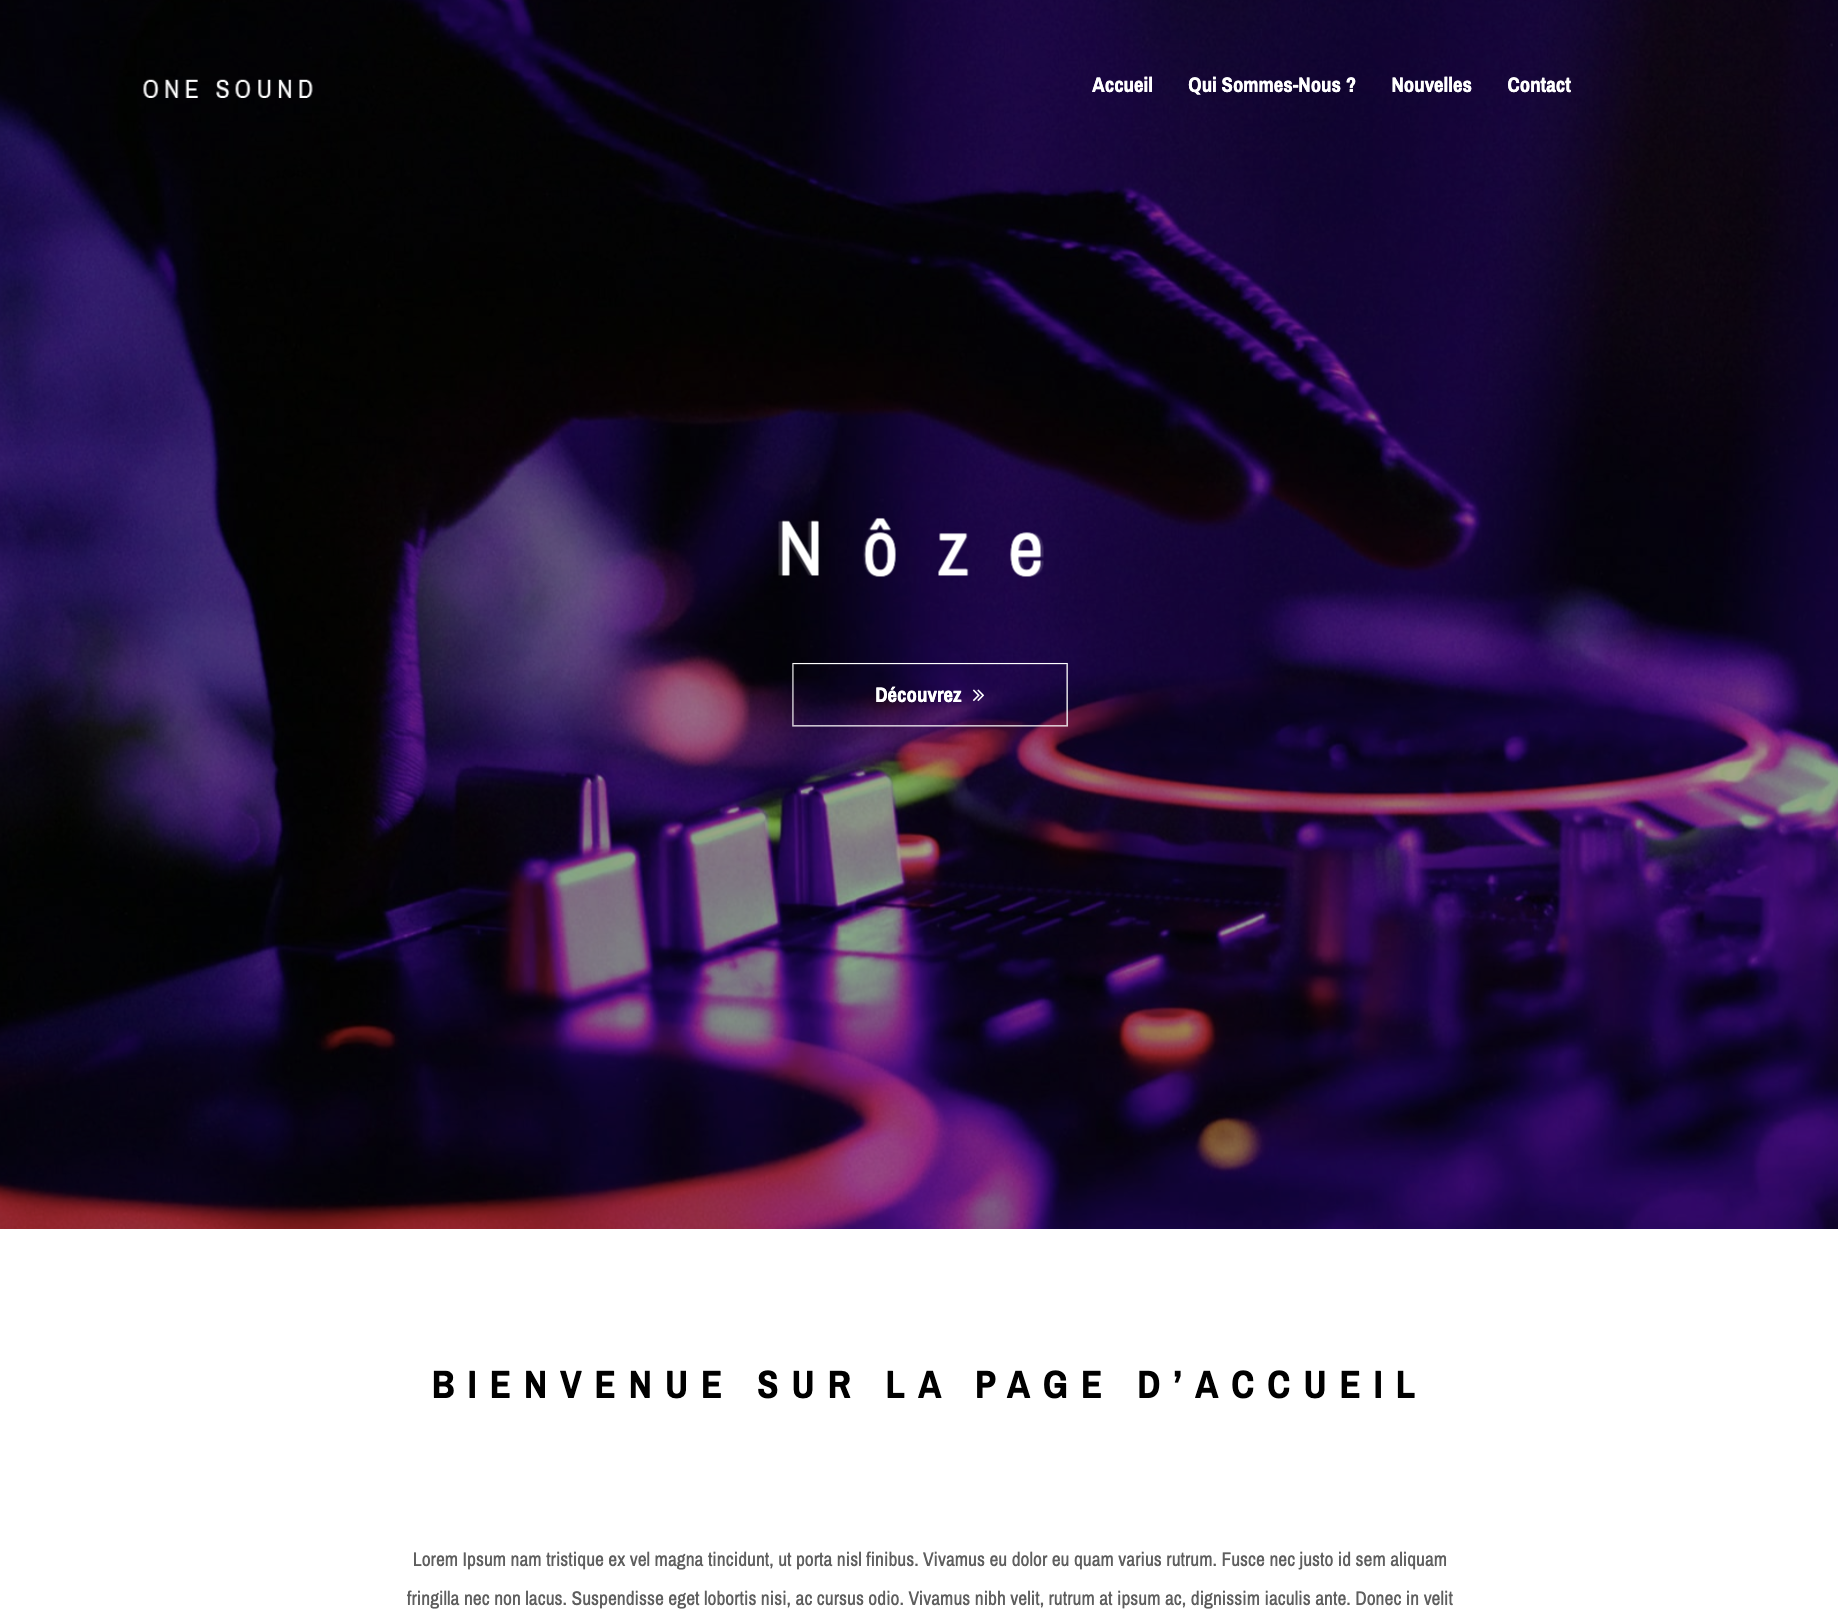 ONE SOUND
Accueil Qui Sommes-Nous ? Nouvelles Contact
Nôze
Découvrez »
BIENVENUE SUR LA PAGE D’ACCUEIL
Lorem Ipsum nam tristique ex vel magna tincidunt, ut porta nisl finibus. Vivamus eu dolor eu quam varius rutrum. Fusce nec justo id sem aliquam
fringilla nec non lacus. Suspendisse eget lobortis nisi, ac cursus odio. Vivamus nibh velit, rutrum at ipsum ac, dignissim iaculis ante. Donec in velit